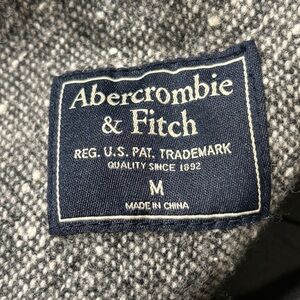 Abercrombie
& Fitch
REG. U.S. PAT. TRADEMARK
QUALITY SINCE 1892
M
MADE IN CHINA